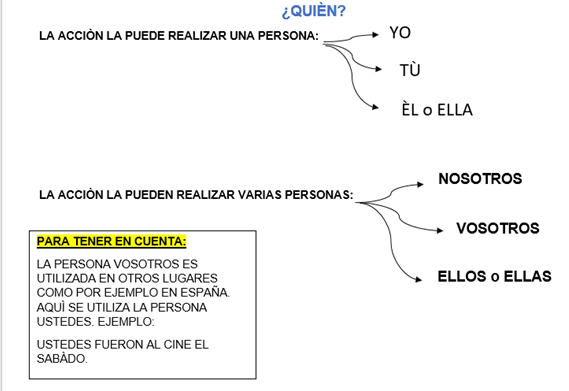 ¿QUIÈN?
LA ACCIÒN LA PUEDE REALIZAR UNA PERSONA:
YO
TÙ
ÈL o ELLA
LA ACCIÒN LA PUEDEN REALIZAR VARIAS PERSONAS:
NOSOTROS
VOSOTROS
ELLOS o ELLAS
PARA TENER EN CUENTA:
LA PERSONA VOSOTROS ES
UTILIZADA EN OTROS LUGARES
COMO POR EJEMPLO EN ESPAÑA.
AQUÌ SE UTILIZA LA PERSONA
USTEDES. EJEMPLO:
USTEDES FUERON AL CINE EL
SABÀDO.